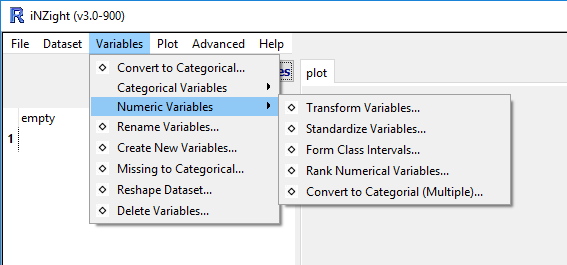 iNZight (v3.0-900)
File Dataset Variables Plot Advanced Help
Convert to Categorical...
es
plot
Categorical Variables
Numeric Variables
Transform Variables...
empty
Rename Variables...
Standardize Variables...
1
Create New Variables...
Form Class Intervals...
Missing to Categorical...
Rank Numerical Variables...
Reshape Dataset...
Convert to Categorial (Multiple)...
Delete Variables...